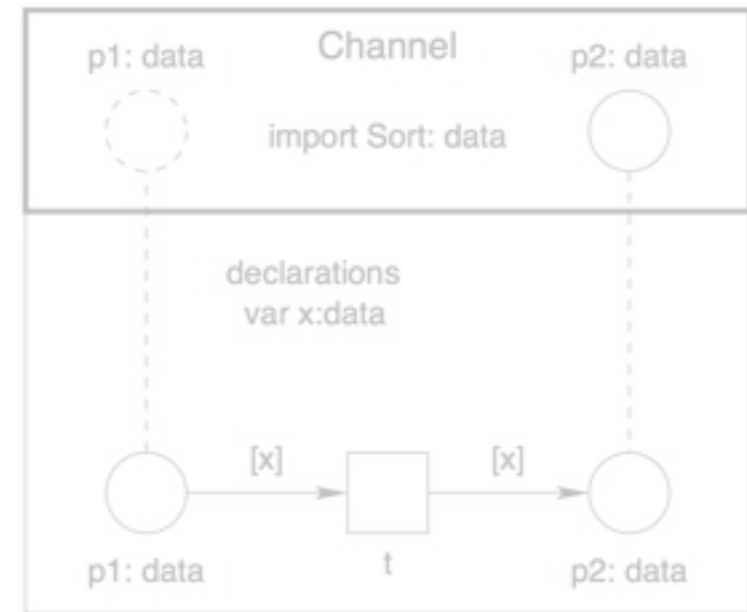 Channel
p1: data
p2: data
import Sort: data
declarations
var x:data
[x]
[x]
p1: data
t
p2: data